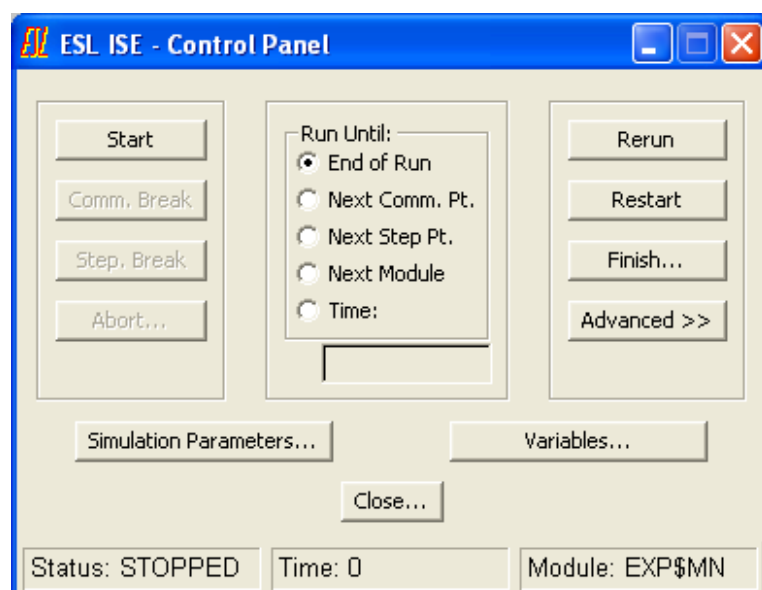 ESL ISE - Control Panel
Start
Comm. Break
Step. Break
Abort...
Run Until:
End of Run
Next Comm. Pt.
Next Step Pt.
Next Module
Time:
Rerun
Restart
Finish...
Advanced >>
Simulation Parameters...
Variables...
Close...
Status: STOPPED
Time: 0
Module: EXP$MN